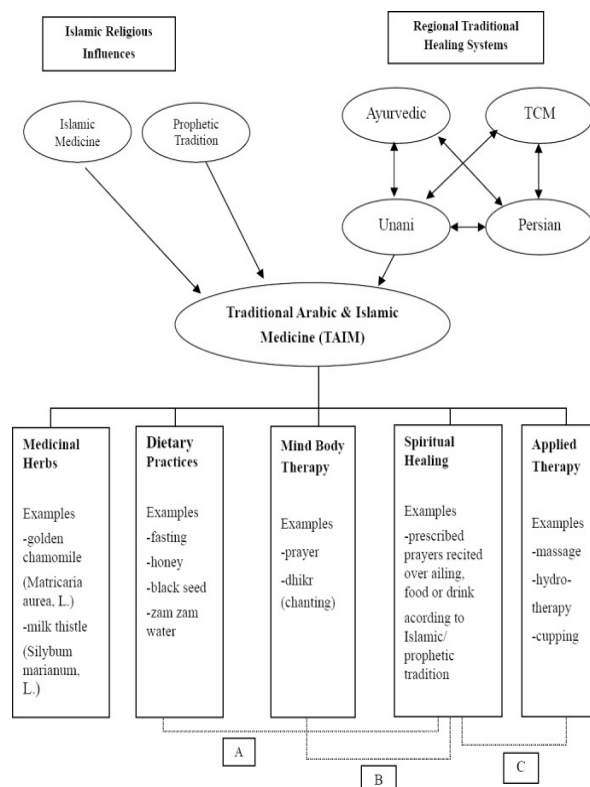 Islamic Religious
Influences
Regional Traditional
Healing Systems
Islamic
Medicine
Prophetic
Tradition
Ayurvedic
TCM
Unani
Persian
Traditional Arabic & Islamic
Medicine (TAIM)
Medicinal
Herbs
Examples
-golden
chamomile
(Matricaria
aurea, L.)
-milk thistle
(Silybum
marianum,
L.)
Dietary
Practices
Examples
-fasting
-honey
-black seed
-zam zam
water
Mind Body
Therapy
Examples
-prayer
-dhikr
(chanting)
Spiritual
Healing
Examples
-prescribed
prayers recited
over ailing,
food or drink
acording to
Islamic/
prophetic
tradition
Applied
Therapy
Examples
-massage
-hydro-
therapy
-cupping
A
B
C